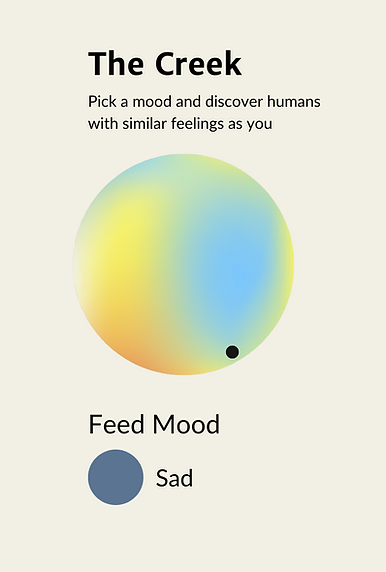 The Creek
Pick a mood and discover humans
with similar feelings as you
Feed Mood
Sad